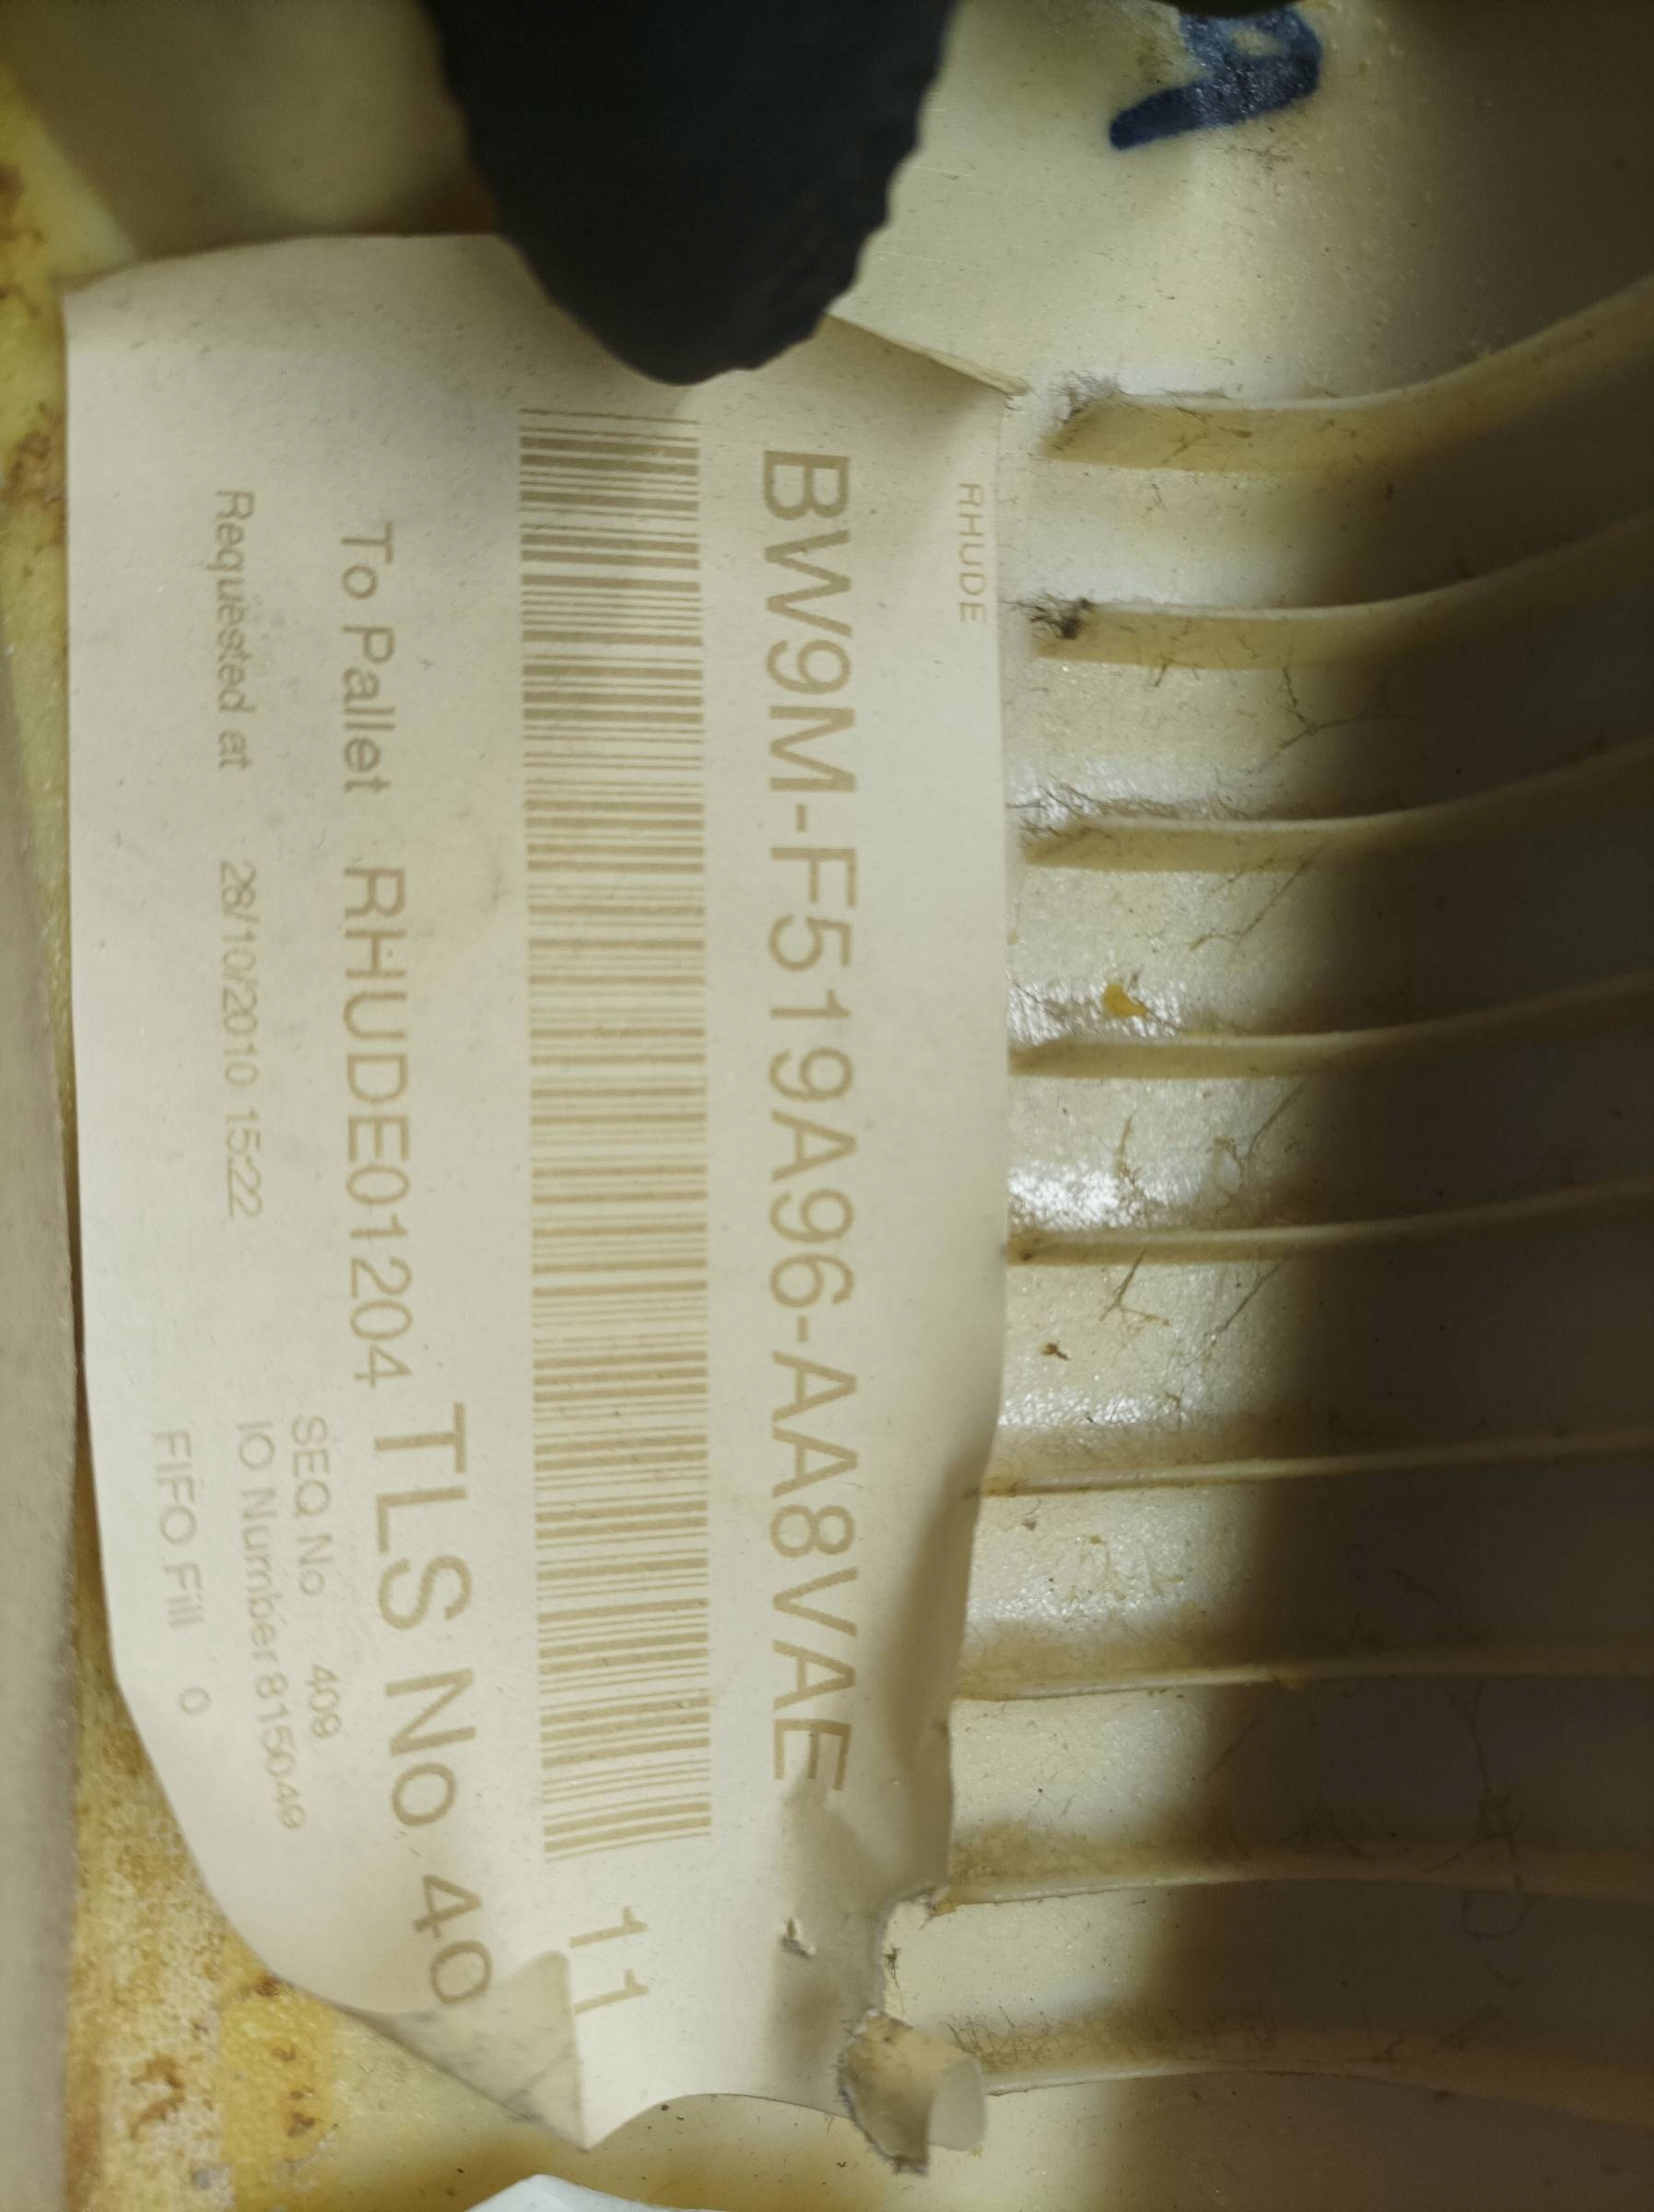 RHUDE
BW9M-F519A96-AA8VAE
11
To Pallet RHUDE01204 TLS No 40
SEQ No 409
Requested at 28/10/2010 15:22
IO Number 815049
FIFO Fill 0